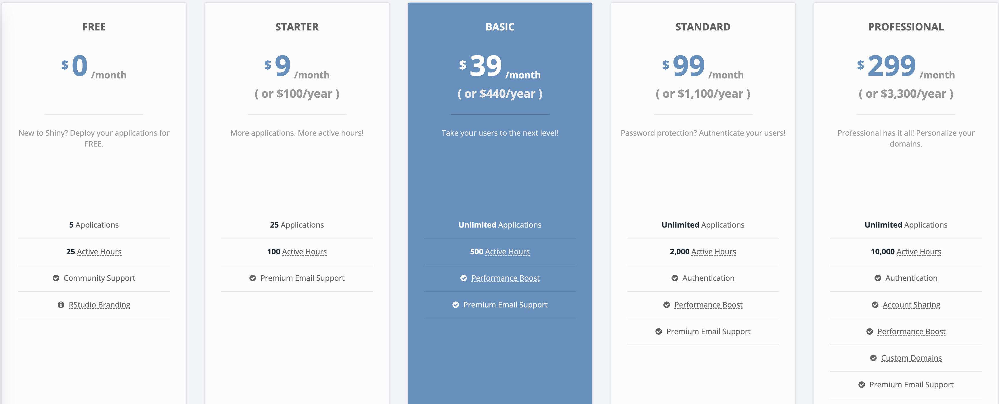 FREE
$ 0 /month
New to Shiny? Deploy your applications for
FREE.
5 Applications
25 Active Hours
Community Support
RStudio Branding
STARTER
$ 9 /month
( or $100/year )
More applications. More active hours!
25 Applications
100 Active Hours
Premium Email Support
BASIC
$ 39 /month
( or $440/year )
Take your users to the next level!
Unlimited Applications
500 Active Hours
Performance Boost
Premium Email Support
STANDARD
$ 99 /month
( or $1,100/year )
Password protection? Authenticate your users!
Unlimited Applications
2,000 Active Hours
Authentication
Performance Boost
Premium Email Support
PROFESSIONAL
$ 299 /month
( or $3,300/year )
Professional has it all! Personalize your
domains.
Unlimited Applications
10,000 Active Hours
Authentication
Account Sharing
Performance Boost
Custom Domains
Premium Email Support